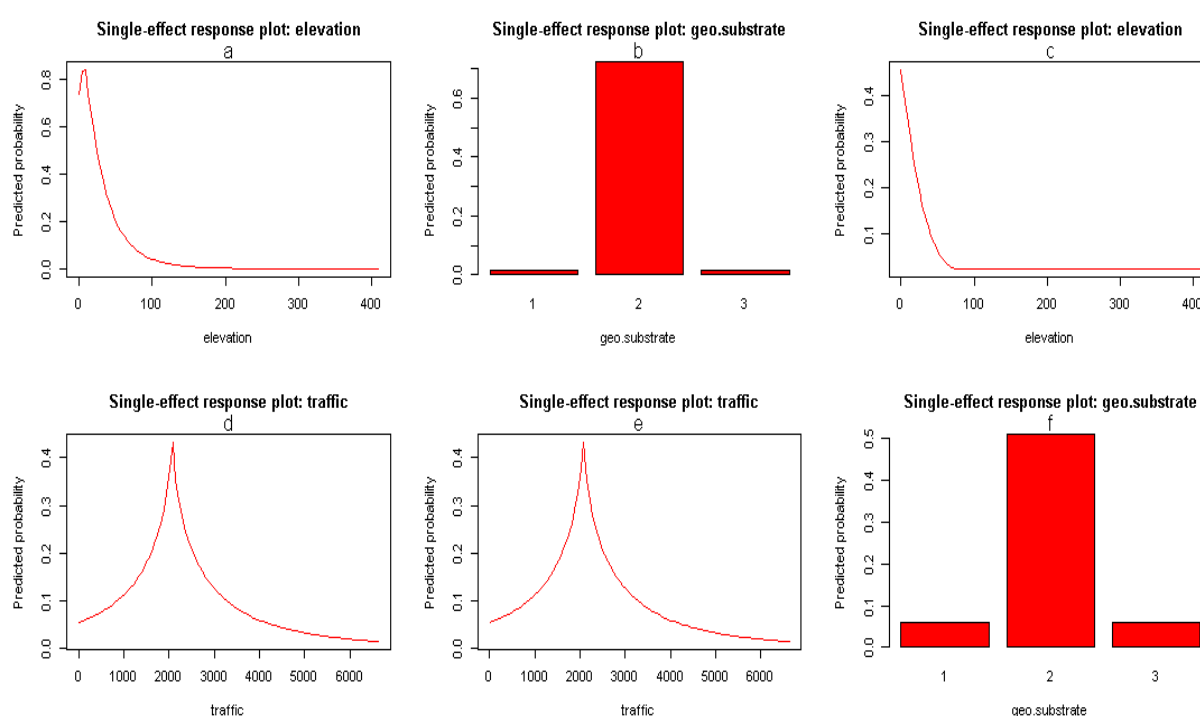 Single-effect response plot: elevation
a
Predicted probability
0.0 0.2 0.4 0.6 0.8
0 100 200 300 400
elevation
Single-effect response plot: geo.substrate
b
Predicted probability
0.0 0.2 0.4 0.6
1 2 3
geo.substrate
Single-effect response plot: elevation
c
Predicted probability
0.1 0.2 0.3 0.4
0 100 200 300 400
elevation
Single-effect response plot: traffic
d
Predicted probability
0.0 0.1 0.2 0.3 0.4
0 1000 2000 3000 4000 5000 6000
traffic
Single-effect response plot: traffic
e
Predicted probability
0.0 0.1 0.2 0.3 0.4
0 1000 2000 3000 4000 5000 6000
traffic
Single-effect response plot: geo.substrate
f
Predicted probability
0.0 0.1 0.2 0.3 0.4 0.5
1 2 3
geo.substrate